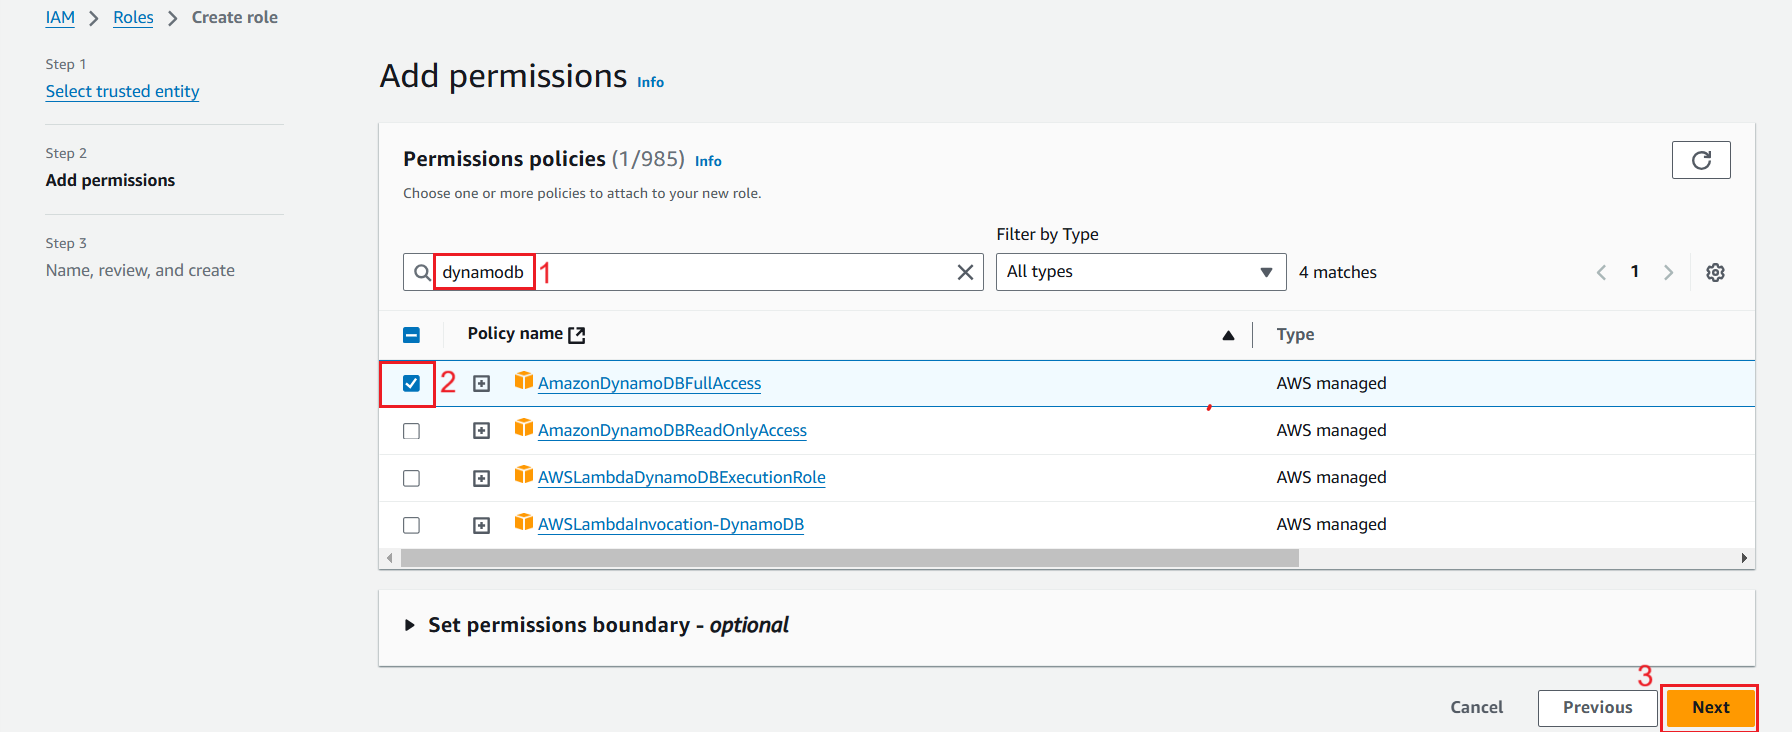 IAM > Roles > Create role
Step 1
Select trusted entity
Step 2
Add permissions
Step 3
Name, review, and create
Add permissions Info
Permissions policies (1/985) Info
Choose one or more policies to attach to your new role.
Filter by Type
dynamodb 1 All types 4 matches 1
Policy name Type
2 AmazonDynamoDBFullAccess AWS managed
AmazonDynamoDBReadOnlyAccess AWS managed
AWSLambdaDynamoDBExecutionRole AWS managed
AWSLambdaInvocation-DynamoDB AWS managed
Set permissions boundary - optional
3
Cancel Previous Next